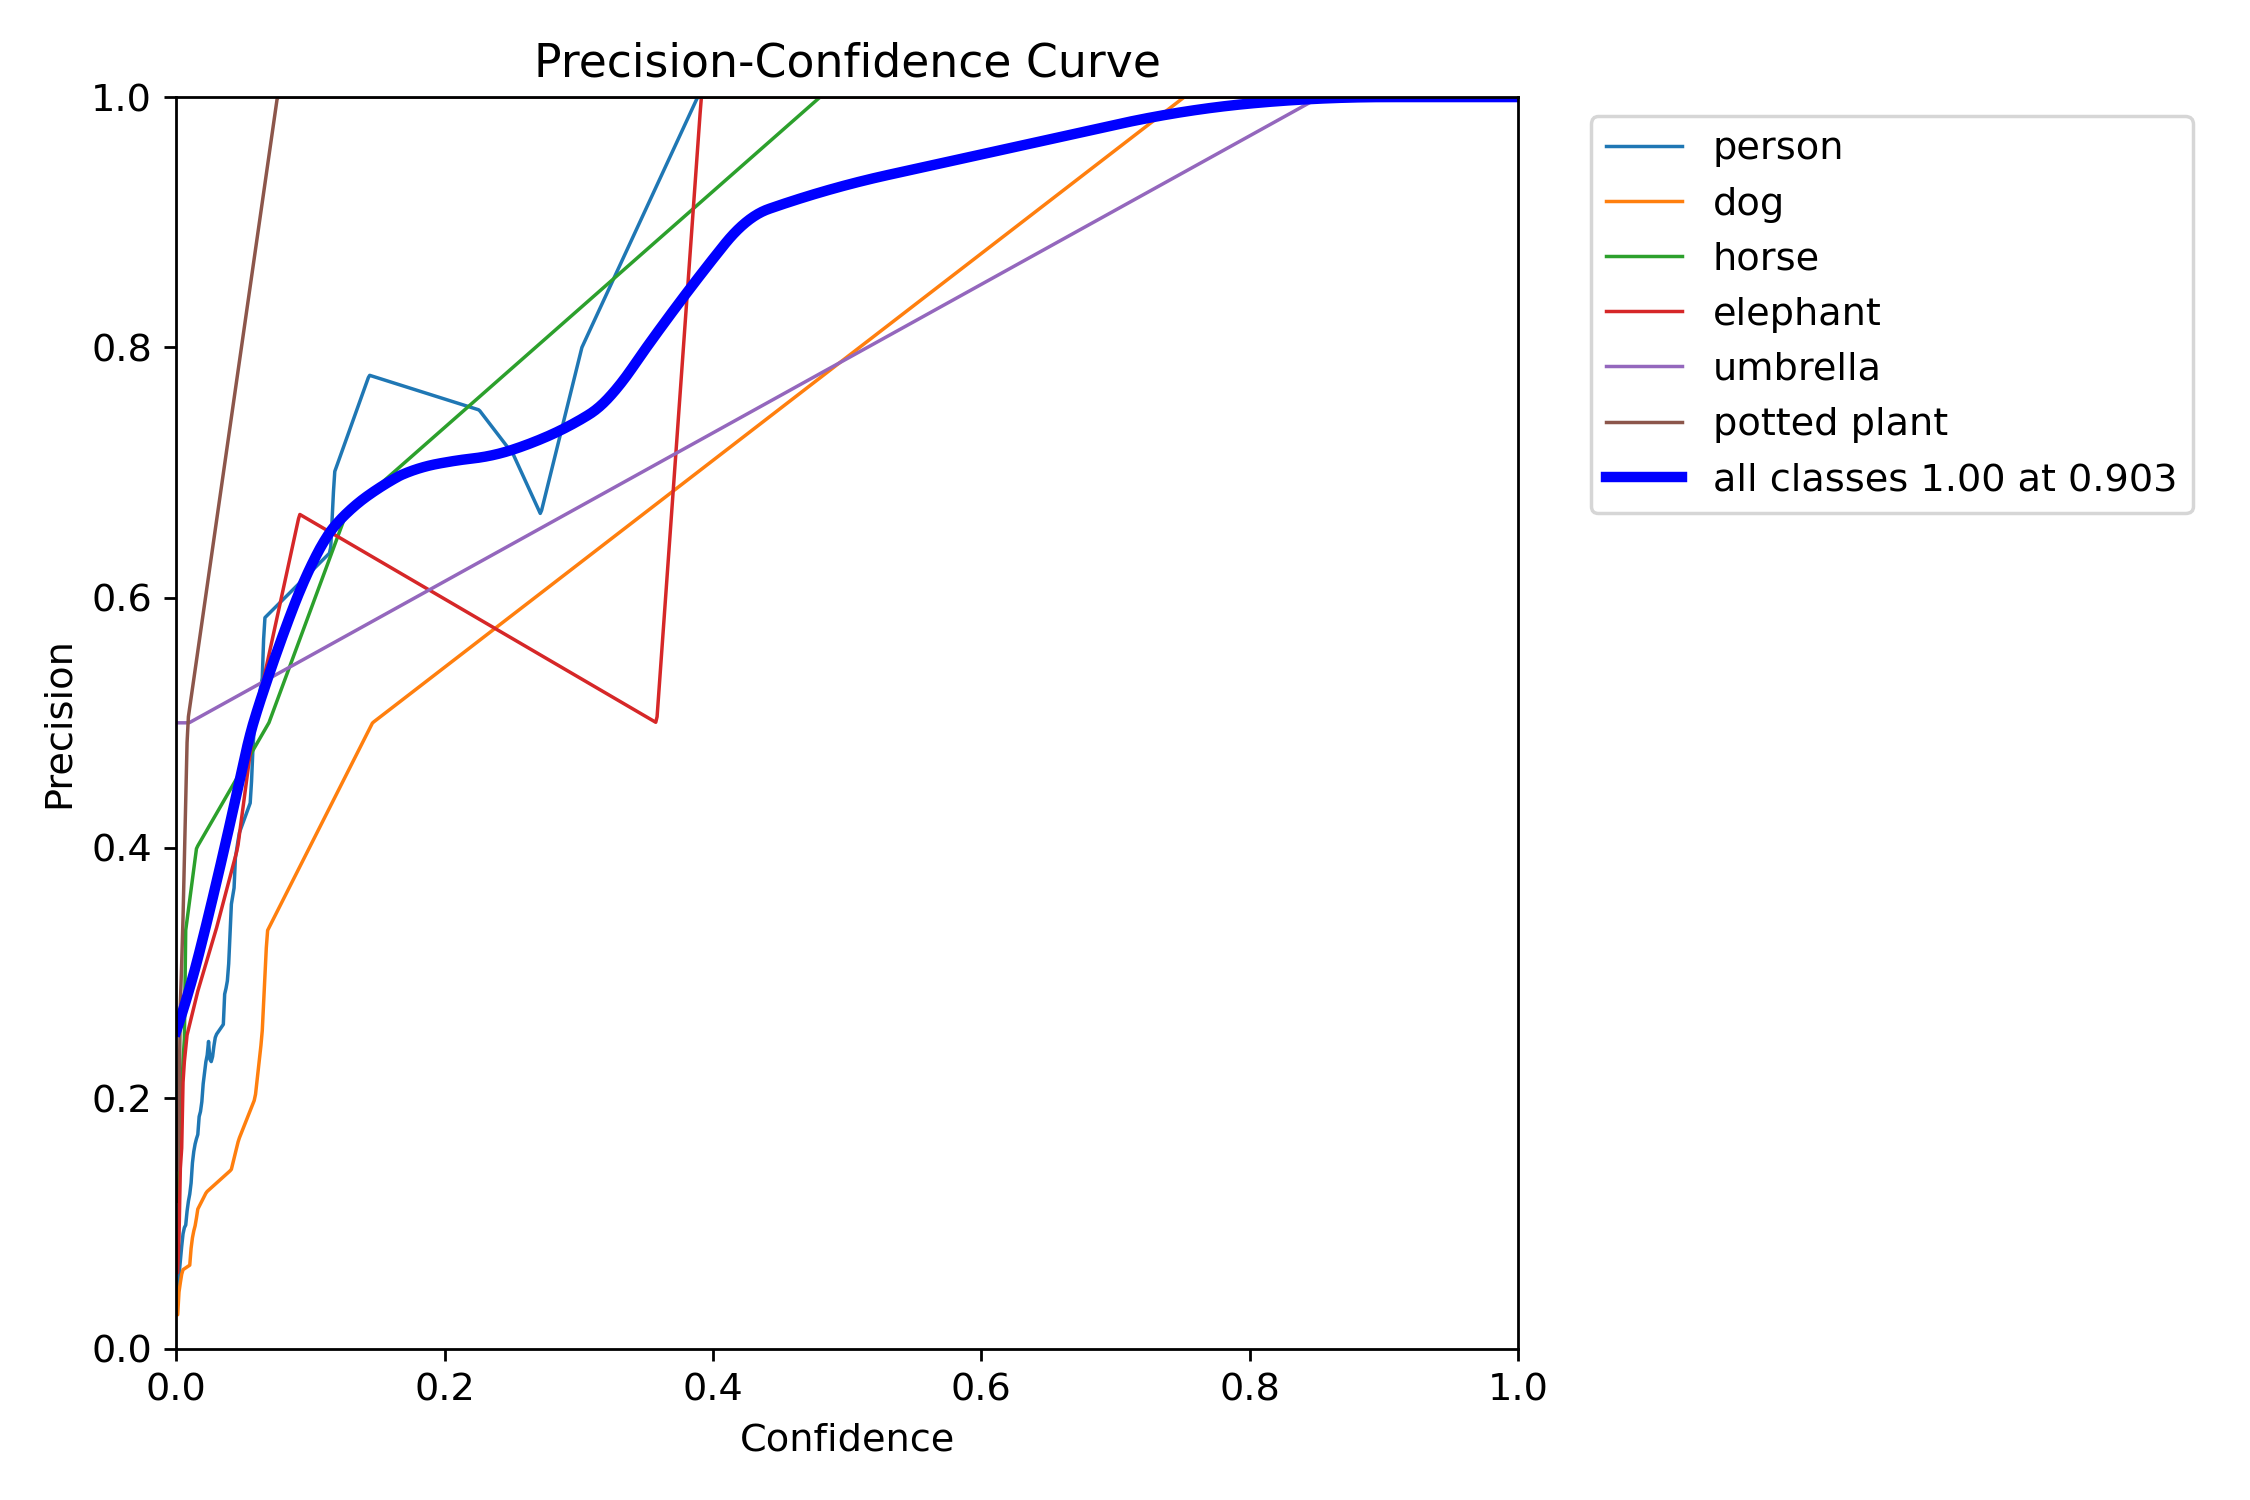 Precision-Confidence Curve
1.0
0.8
0.6
0.4
0.2
0.0
Precision
0.0 0.2 0.4 0.6 0.8 1.0
Confidence
person
dog
horse
elephant
umbrella
potted plant
all classes 1.00 at 0.903